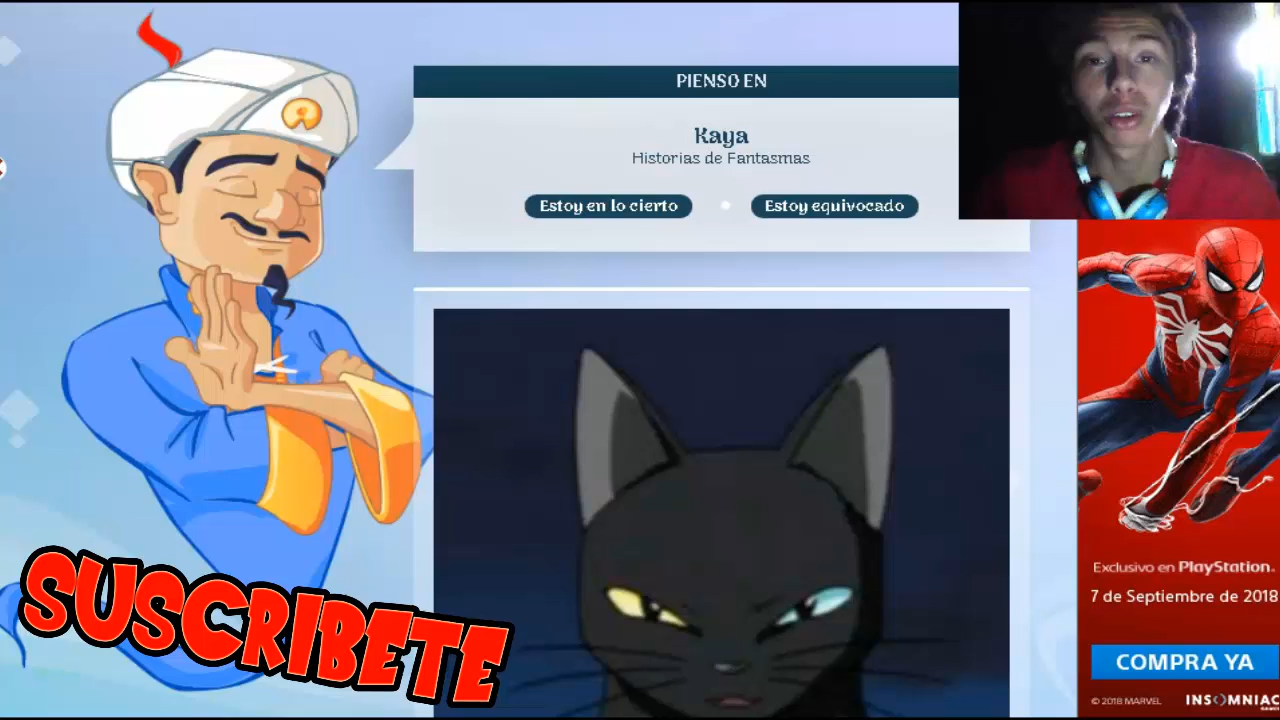 PIENSO EN
Kaya
Historias de Fantasmas
Estoy en lo cierto
Estoy equivocado
SUSCRIBETE
Exclusivo en PlayStation.
7 de Septiembre de 2018
COMPRA YA
© 2018 MARVEL
INSOMNIAC
GAMES